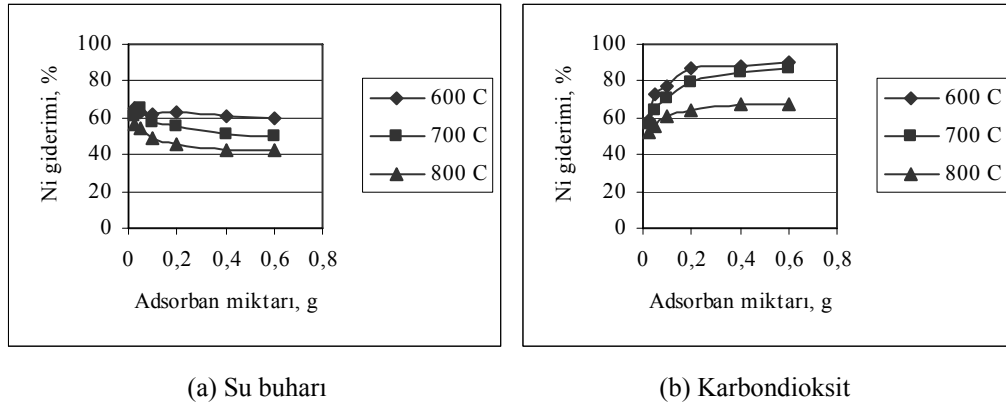 100
80
60
40
20
0
Ni giderimi, %
0 0,2 0,4 0,6 0,8
Adsorban miktarı, g
600 C
700 C
800 C
(a) Su buharı
100
80
60
40
20
0
Ni giderimi, %
0 0,2 0,4 0,6 0,8
Adsorban miktarı, g
600 C
700 C
800 C
(b) Karbondioksit